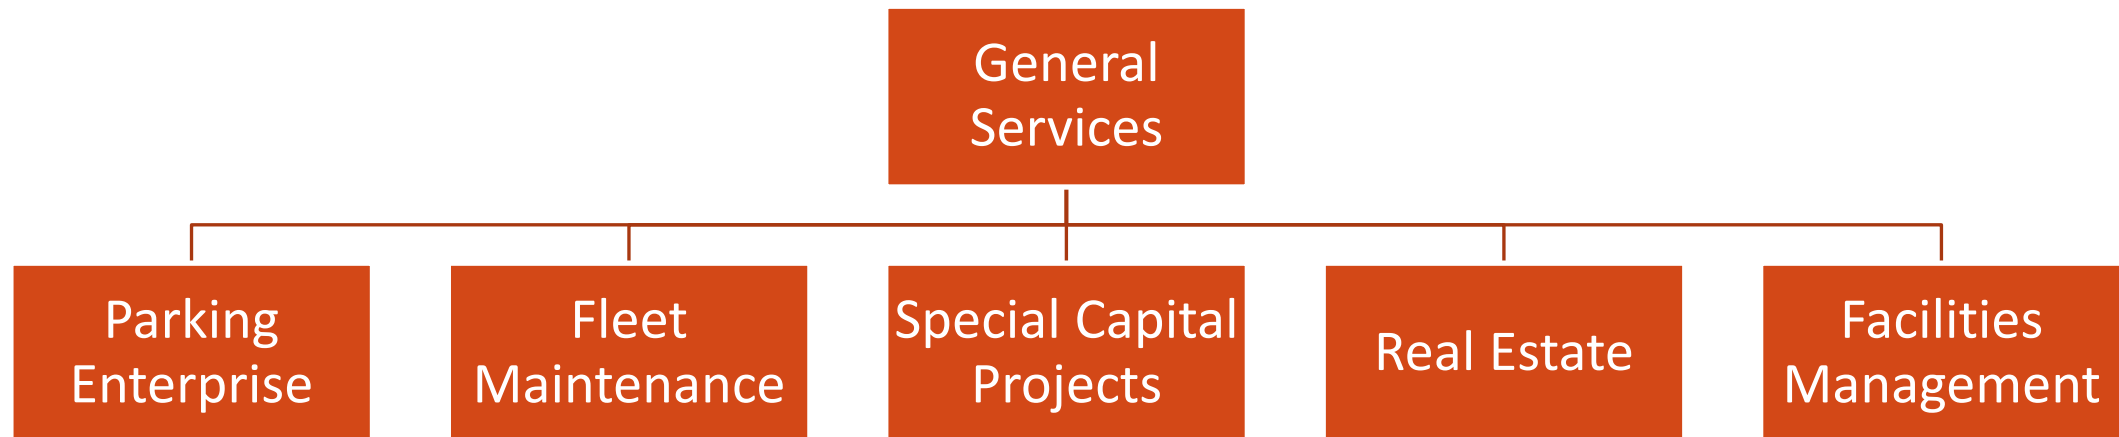 General
Services
Parking
Enterprise
Fleet
Maintenance
Special Capital
Projects
Real Estate
Facilities
Management